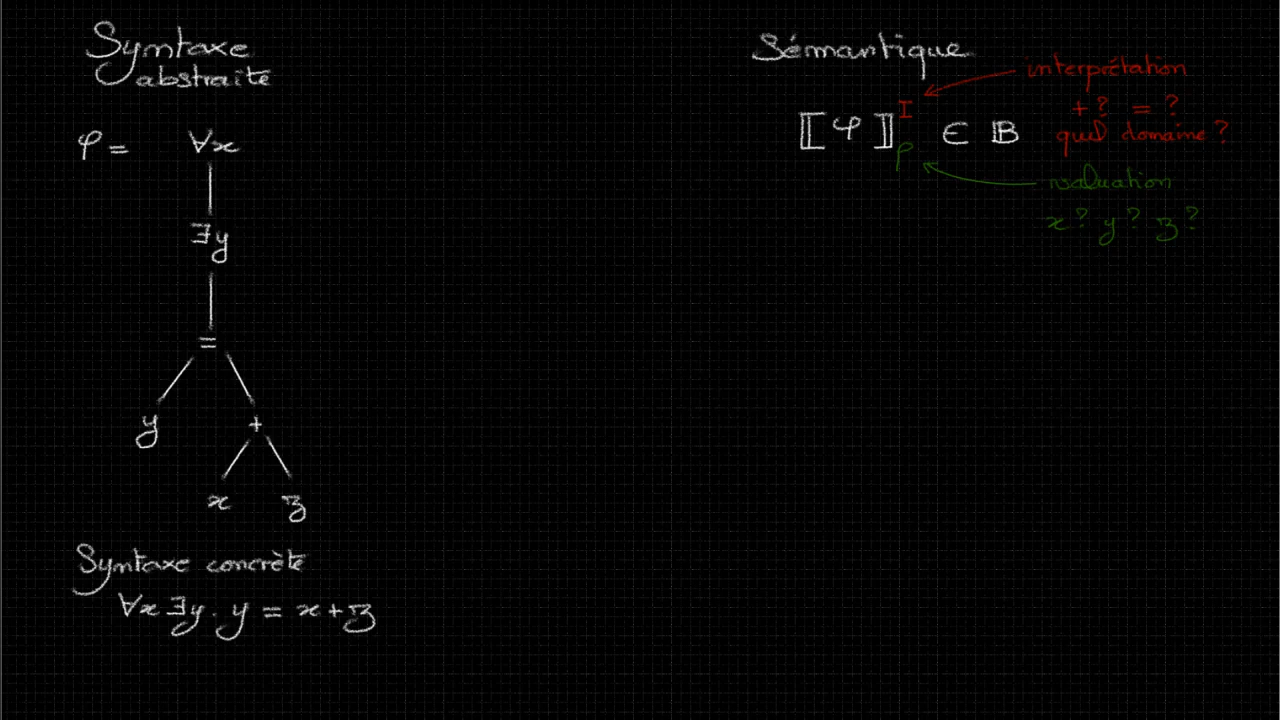 Syntaxe
abstraite
φ = ∀x
∃y
=
y +
x z
Syntaxe concrète
∀x ∃y . y = x + z
Sémantique
interprétation
+ ? = ?
quel domaine ?
⟦ φ ⟧ I ρ ∈ 𝔹
valuation
x ? y ? z ?